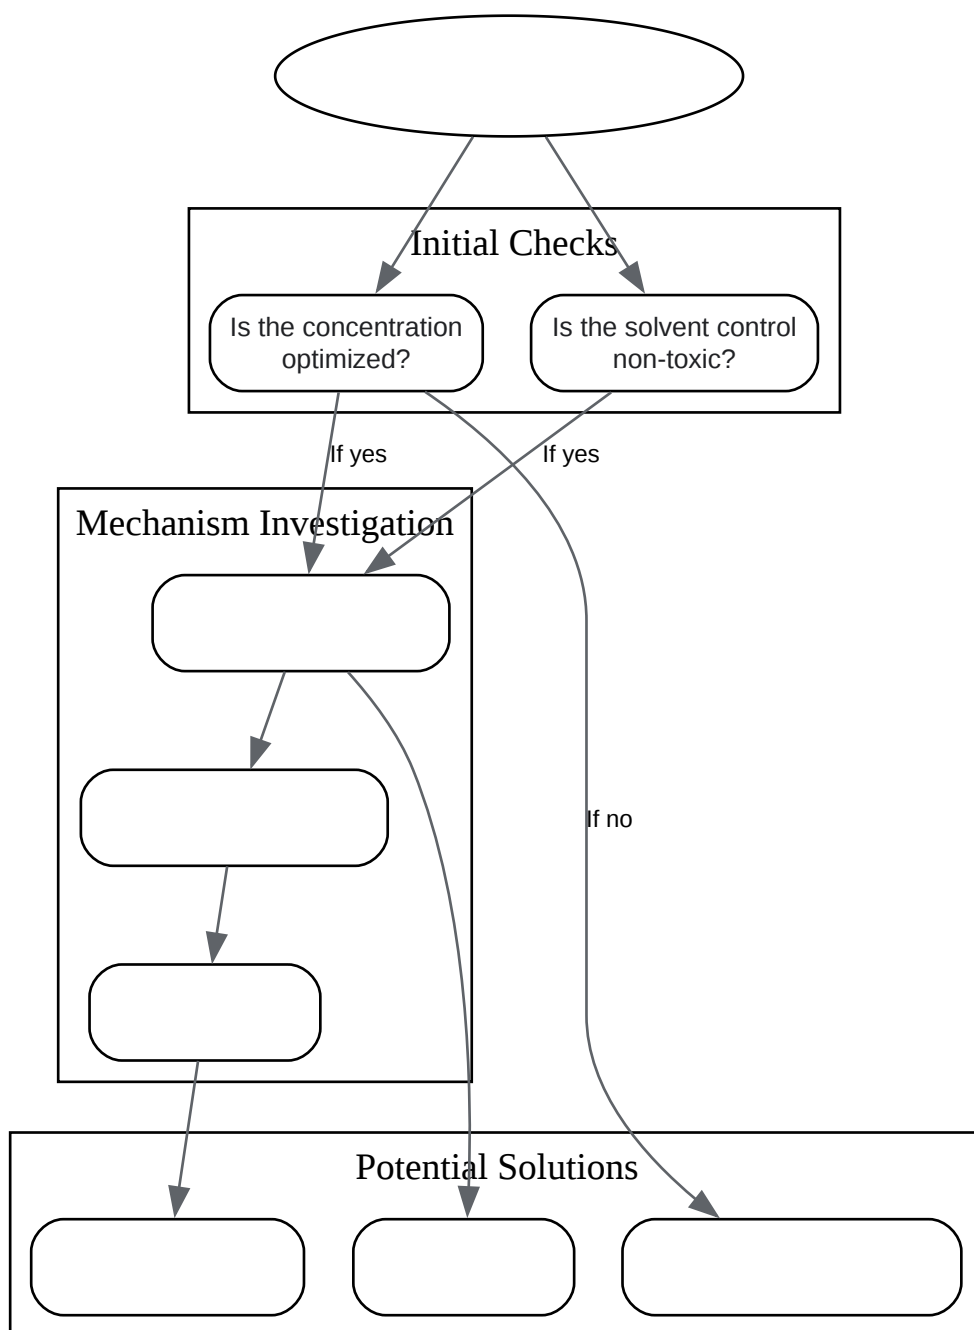 Initial Checks
Is the concentration
optimized?
Is the solvent control
non-toxic?
If yes
If yes
Mechanism Investigation
If no
Potential Solutions